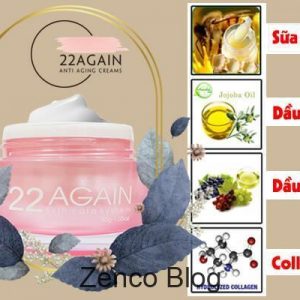 22AGAIN
ANTI AGING CREAMS
22 AGAIN
Zenco Blog
Sữa
Jojoba Oil
Dầu
Dầu
HYDROLYZED COLLAGEN
Coll